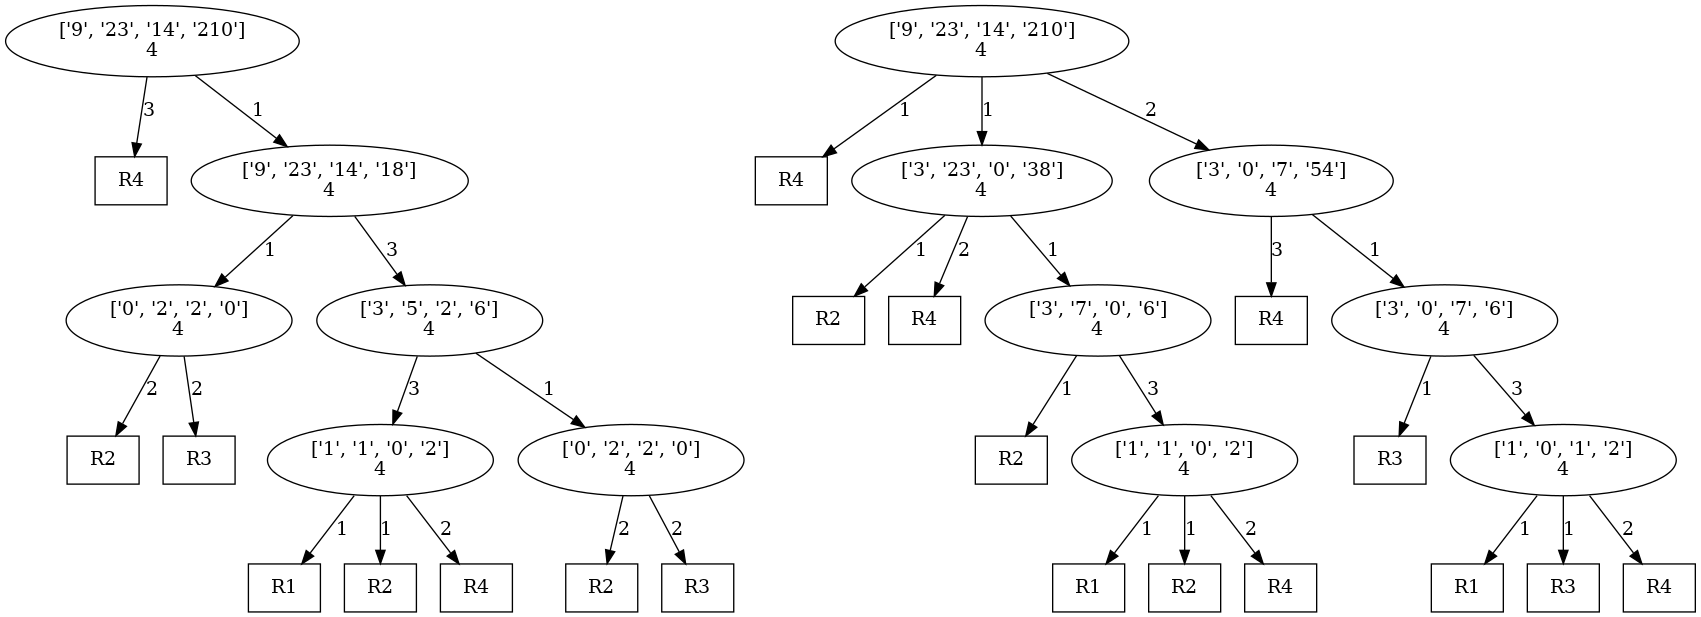 ['9', '23', '14', '210']
4
['9', '23', '14', '210']
4
3
1
1
1
2
R4
['9', '23', '14', '18']
4
R4
['3', '23', '0', '38']
4
['3', '0', '7', '54']
4
1
3
1
2
1
3
1
['0', '2', '2', '0']
4
['3', '5', '2', '6']
4
R2
R4
['3', '7', '0', '6']
4
R4
['3', '0', '7', '6']
4
2
2
3
1
1
3
1
3
R2
R3
['1', '1', '0', '2']
4
['0', '2', '2', '0']
4
R2
['1', '1', '0', '2']
4
R3
['1', '0', '1', '2']
4
1
1
2
2
2
1
1
2
1
1
2
R1
R2
R4
R2
R3
R1
R2
R4
R1
R3
R4